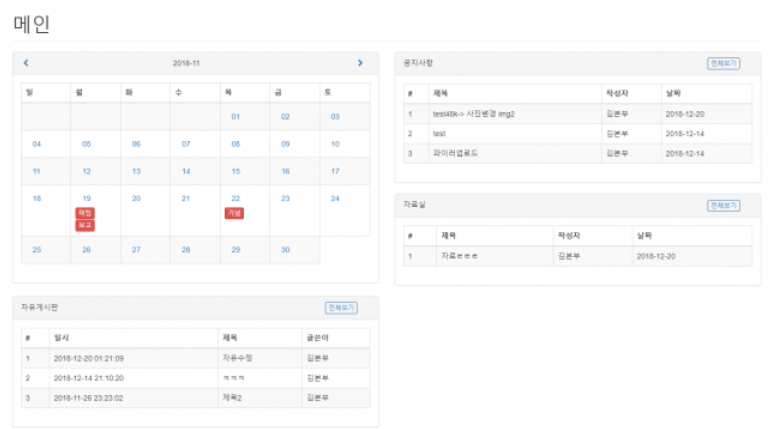 메인
2018-11
일 월 화 수 목 금 토
01 02 03
04 05 06 07 08 09 10
11 12 13 14 15 16 17
18 19 20 21 22 23 24
미팅 기념
보고
25 26 27 28 29 30
자유게시판 전체보기
# 일시 제목 글쓴이
1 2018-12-20 01:21:09 자유수정 김본부
2 2018-12-14 21:10:20 ㅋㅋㅋ 김본부
3 2018-11-26 23:23:02 제목2 김본부
공지사항 전체보기
# 제목 작성자 날짜
1 test48k-> 사진변경 img2 김본부 2018-12-20
2 test 김본부 2018-12-14
3 파이러업로드 김본부 2018-12-14
자료실 전체보기
# 제목 작성자 날짜
1 자료ㅌㅌㅌ 김본부 2018-12-20